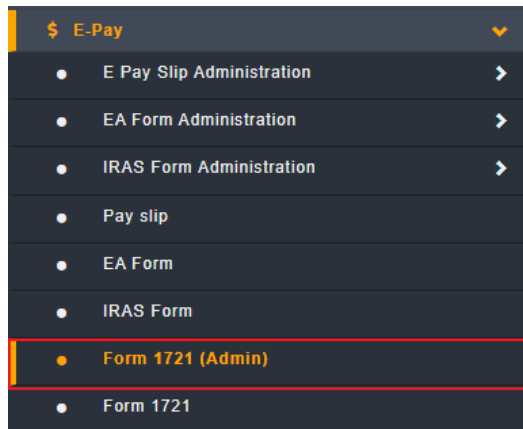 $ E-Pay
E Pay Slip Administration
EA Form Administration
IRAS Form Administration
Pay slip
EA Form
IRAS Form
Form 1721 (Admin)
Form 1721